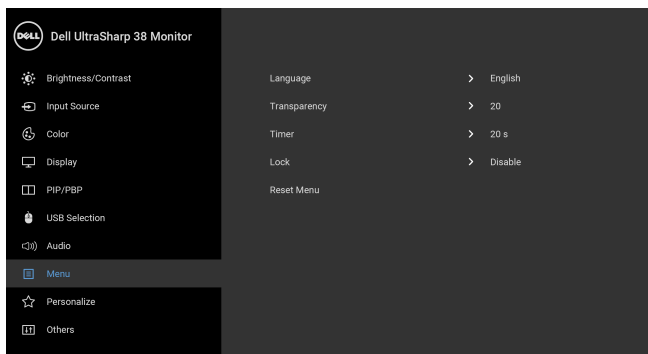 DELL Dell UltraSharp 38 Monitor
Brightness/Contrast
Input Source
Color
Display
PIP/PBP
USB Selection
Audio
Menu
Personalize
Others
Language > English
Transparency > 20
Timer > 20 s
Lock > Disable
Reset Menu